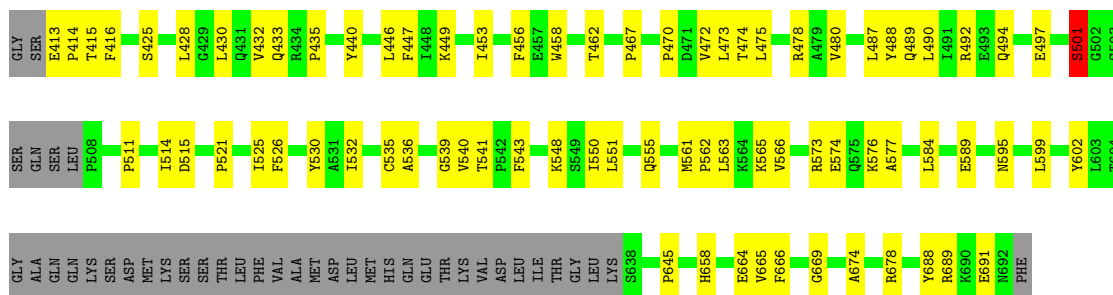 GLY SER E413 P414 T415 F416 S425 L428 G429 L430 Q431 V432 Q433 R434 P435 Y440 L446 F447 I448 K449 I453 F456 E457 W458 T462 P467 P470 D471 V472 L473 T474 L475 R478 A479 V480 L487 Y488 Q489 L490 I491 R492 E493 Q494 E497 S501 G502
SER GLN SER LEU P508 P511 I514 D515 P521 I525 F526 Y530 A531 I532 C535 A536 G539 V540 T541 P542 F543 K548 S549 I550 L551 Q555 M561 P562 L563 K564 K565 V566 R573 E574 Q575 K576 A577 L584 E589 N595 L599 Y602 L603
GLY ALA GLN GLN LYS SER ASP MET LYS SER SER THR LEU PHE VAL ALA MET ASP LEU MET HIS GLN GLU THR LYS VAL ASP LEU ILE THR GLY LEU LYS S638 P645 H658 E664 V665 F666 G669 A674 R678 Y688 R689 K690 E691 N692 PHE